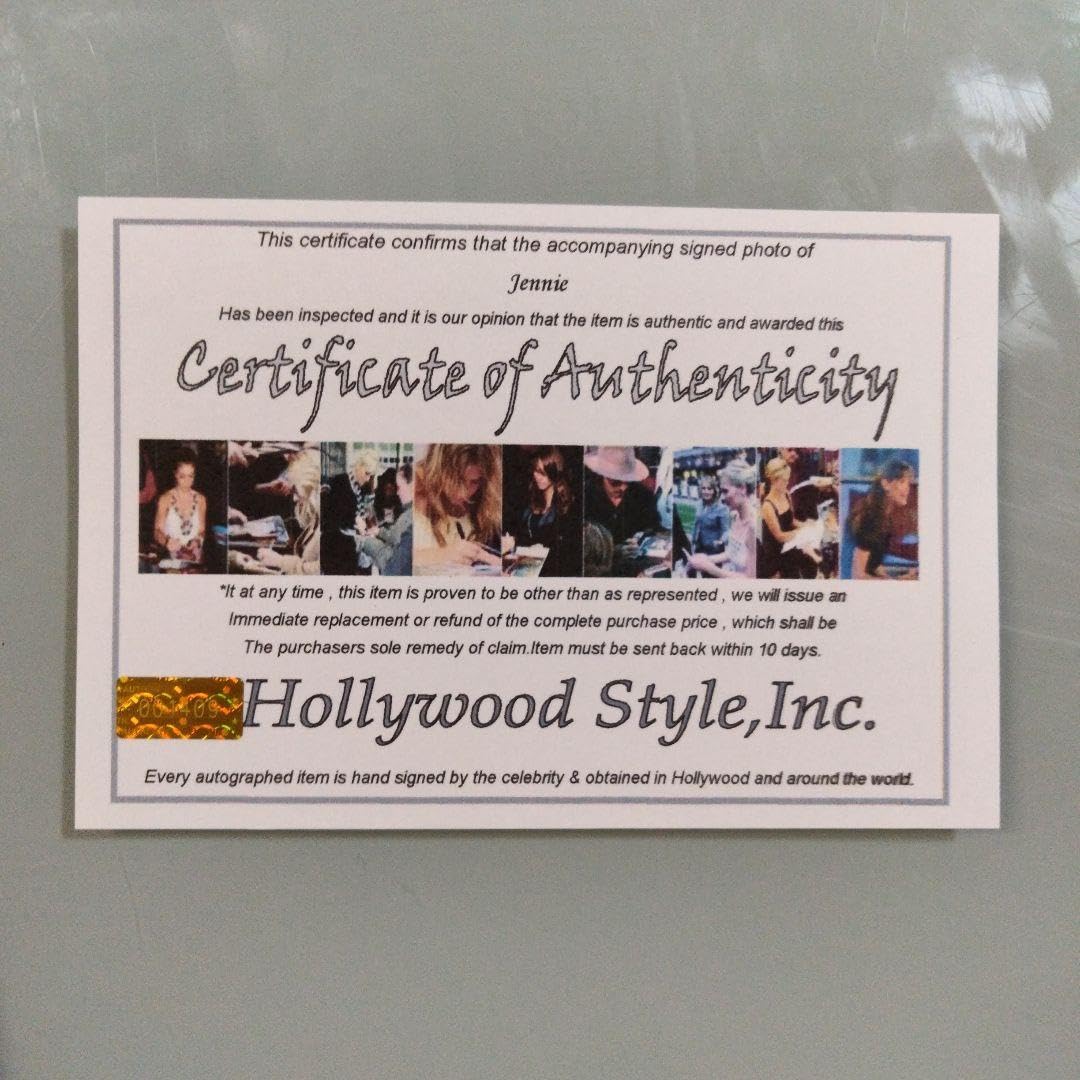 This certificate confirms that the accompanying signed photo of
Jennie
Has been inspected and it is our opinion that the item is authentic and awarded this
Certificate of Authenticity
*It at any time , this item is proven to be other than as represented , we will issue an
Immediate replacement or refund of the complete purchase price , which shall be
The purchasers sole remedy of claim.Item must be sent back within 10 days.
Hollywood Style,Inc.
Every autographed item is hand signed by the celebrity & obtained in Hollywood and around the world.